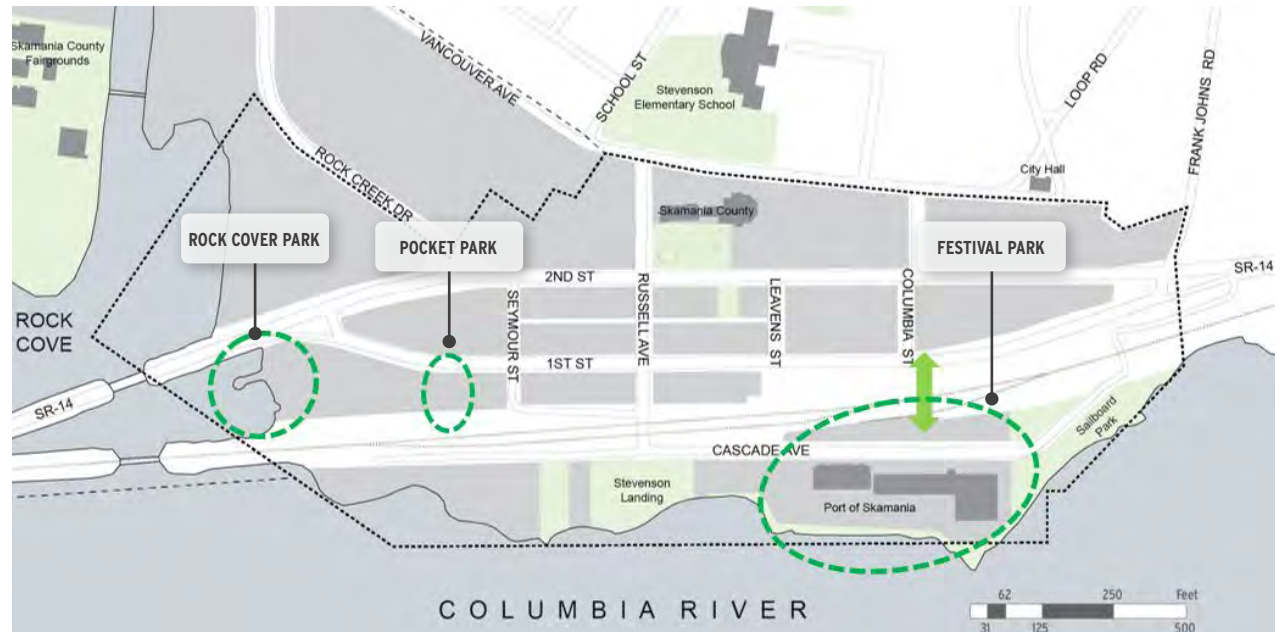 Skamania County
Fairgrounds
VANCOUVER AVE
SCHOOL ST
Stevenson
Elementary School
LOOP RD
FRANK JOHNS RD
City Hall
ROCK CREEK DR
Skamania County
ROCK COVER PARK
POCKET PARK
FESTIVAL PARK
2ND ST
SR-14
SEYMOUR ST
RUSSELL AVE
LEAVENS ST
COLUMBIA ST
ROCK
COVE
1ST ST
SR-14
Sailboard
Park
CASCADE AVE
Stevenson
Landing
Port of Skamania
COLUMBIA RIVER
62 250 Feet
31 125 500